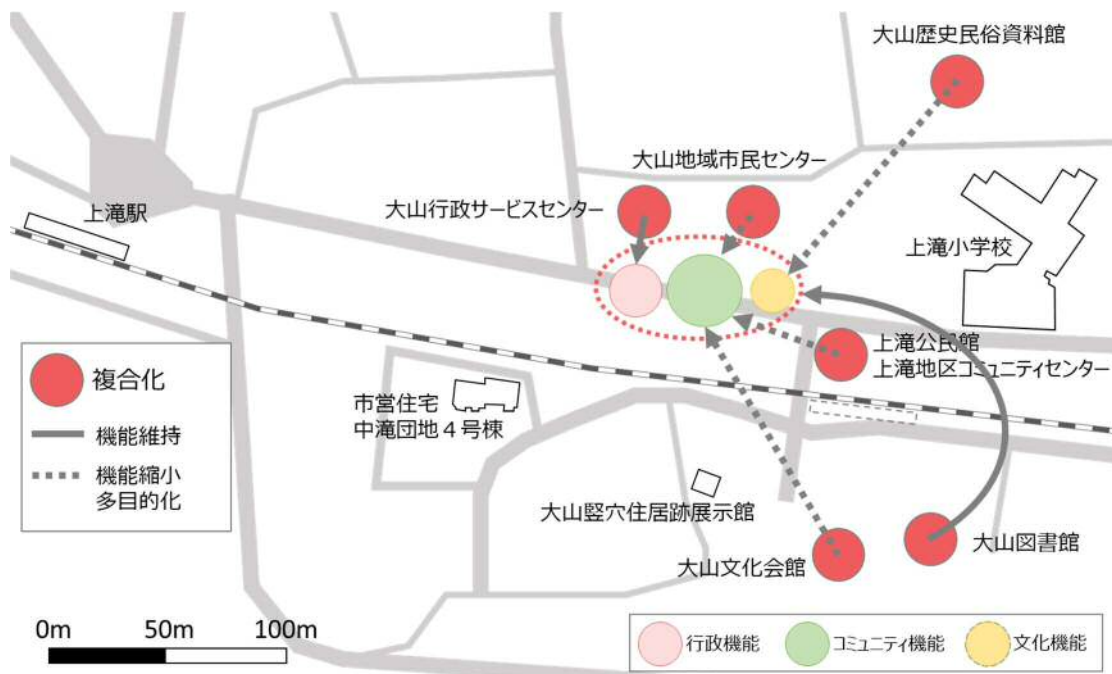 大山歴史民俗資料館
大山地域市民センター
大山行政サービスセンター
上滝駅
上滝小学校
上滝公民館
上滝地区コミュニティセンター
複合化
機能維持
機能縮小
多目的化
市営住宅
中滝団地４号棟
大山竪穴住居跡展示館
大山文化会館
大山図書館
0m 50m 100m
行政機能 コミュニティ機能 文化機能